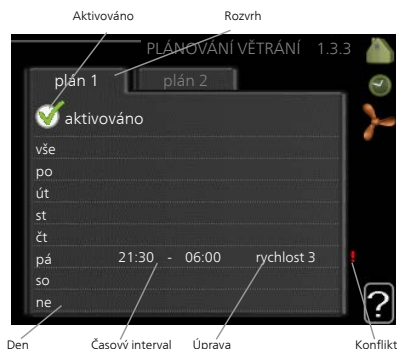 Aktivováno Rozvrh
PLÁNOVÁNÍ VĚTRÁNÍ 1.3.3
plán 1 plán 2
aktivováno
vše
po
út
st
čt
pá 21:30 - 06:00 rychlost 3 !
so
ne
?
Den Časový interval Úprava Konflikt